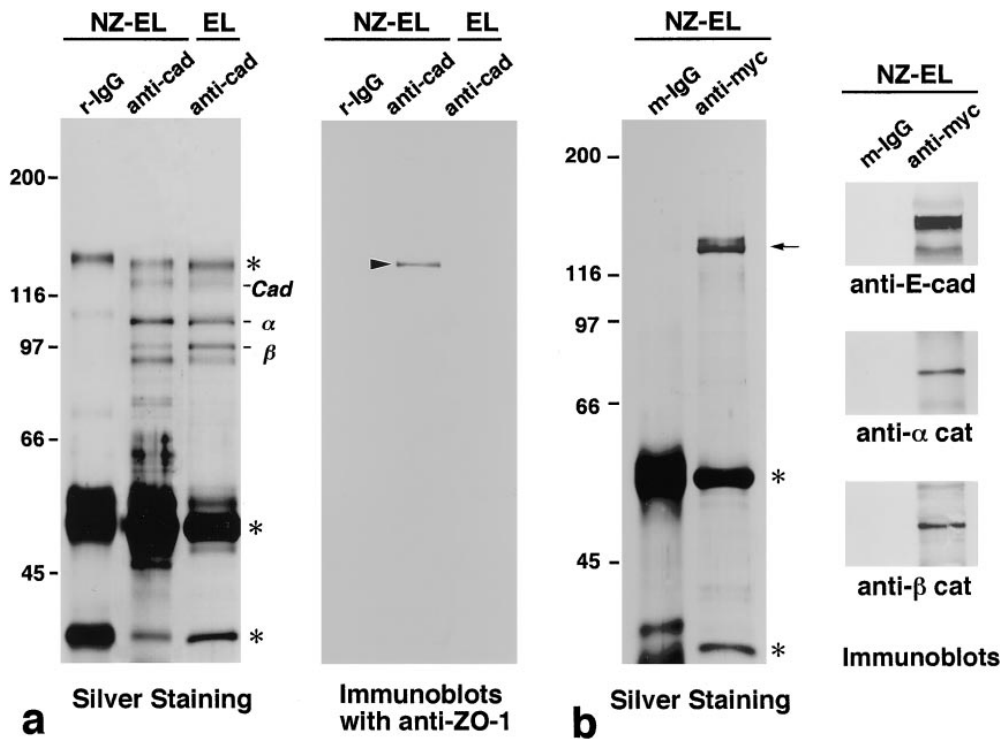 NZ-EL EL
r-IgG anti-cad anti-cad
200
116
97
66
45
*
Cad
α
β
*
*
Silver Staining
a
NZ-EL EL
r-IgG anti-cad anti-cad
Immunoblots
with anti-ZO-1
NZ-EL
m-IgG anti-myc
200
116
97
66
45
*
*
Silver Staining
b
NZ-EL
m-IgG anti-myc
anti-E-cad
anti-α cat
anti-β cat
Immunoblots